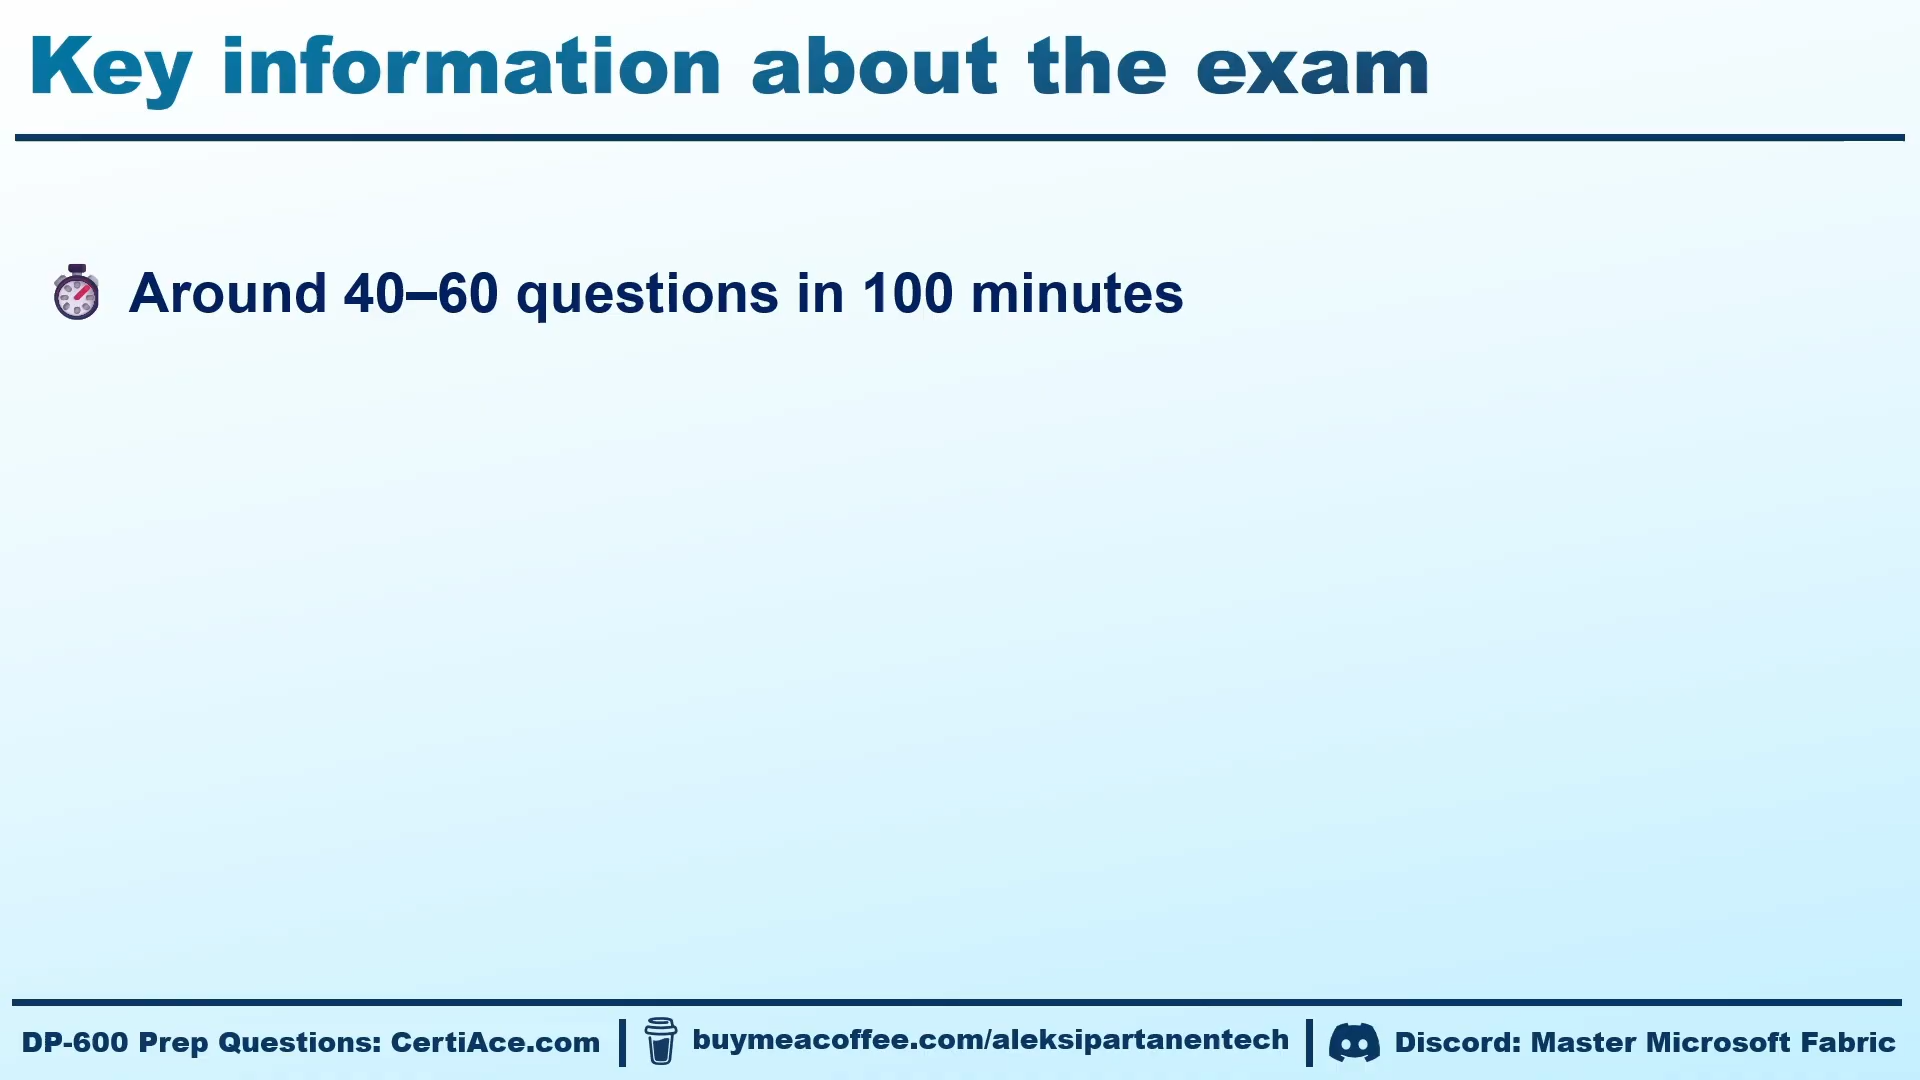 Key information about the exam
Around 40–60 questions in 100 minutes
DP-600 Prep Questions: CertiAce.com
buymeacoffee.com/aleksipartanentech
Discord: Master Microsoft Fabric